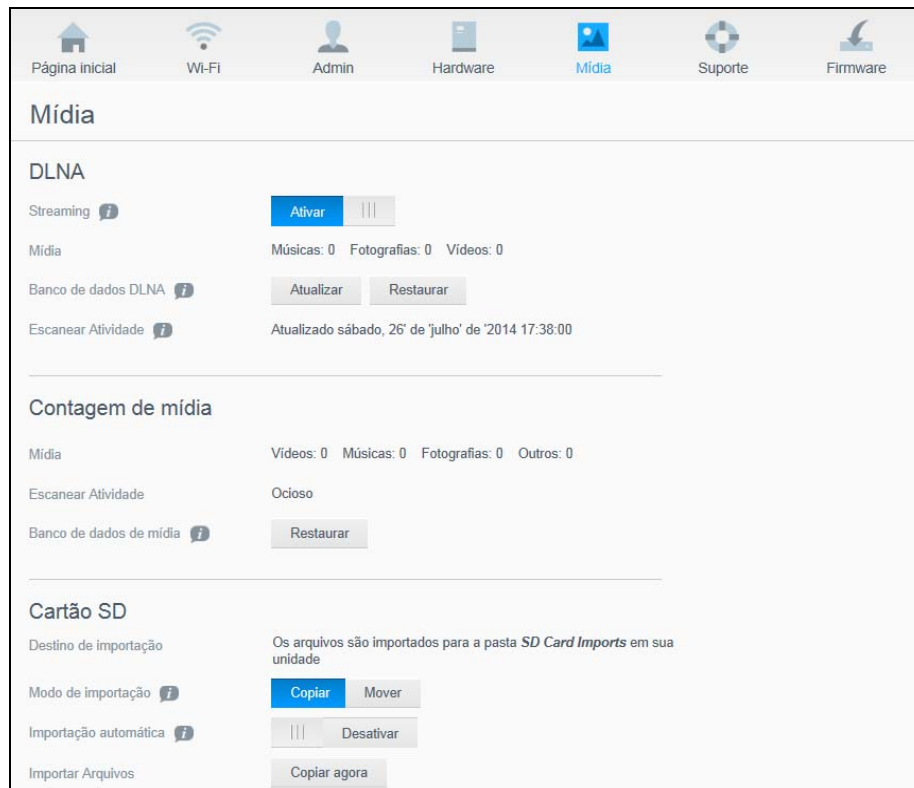 Página inicial Wi-Fi Admin Hardware Mídia Suporte Firmware
Mídia
DLNA
Streaming Ativar
Mídia Músicas: 0 Fotografias: 0 Vídeos: 0
Banco de dados DLNA Atualizar Restaurar
Escanear Atividade Atualizado sábado, 26' de 'julho' de '2014 17:38:00
Contagem de mídia
Mídia Vídeos: 0 Músicas: 0 Fotografias: 0 Outros: 0
Escanear Atividade Ocioso
Banco de dados de mídia Restaurar
Cartão SD
Destino de importação Os arquivos são importados para a pasta SD Card Imports em sua
unidade
Modo de importação Copiar Mover
Importação automática Desativar
Importar Arquivos Copiar agora